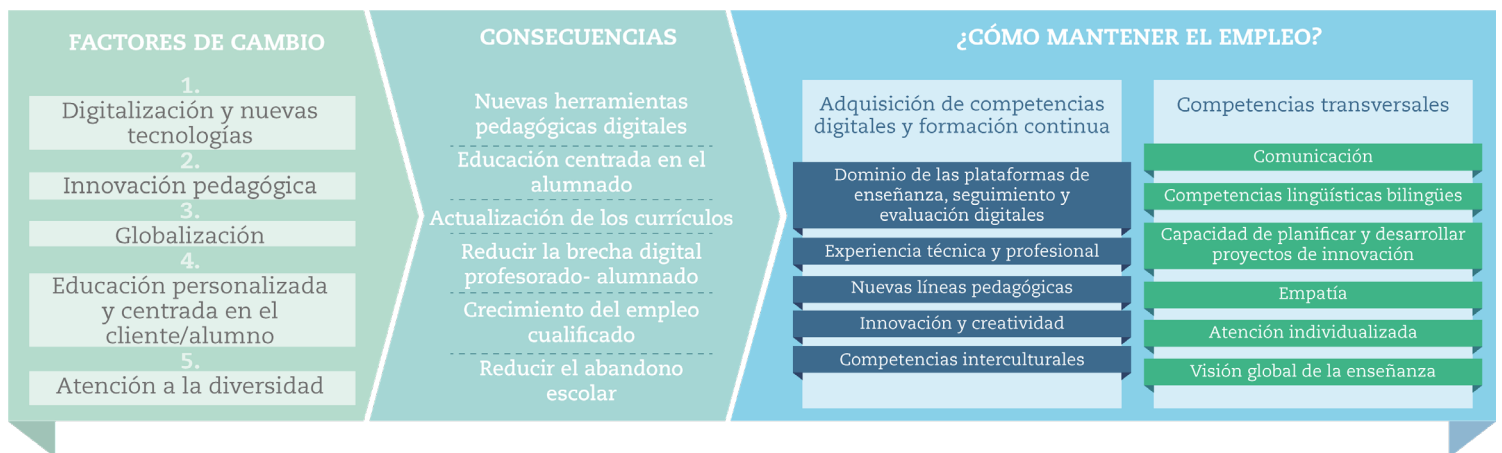 FACTORES DE CAMBIO
1.
Digitalización y nuevas
tecnologías
2.
Innovación pedagógica
3.
Globalización
4.
Educación personalizada
y centrada en el
cliente/alumno
5.
Atención a la diversidad
CONSECUENCIAS
Nuevas herramientas
pedagógicas digitales
Educación centrada en el
alumnado
Actualización de los currículos
Reducir la brecha digital
profesorado- alumnado
Crecimiento del empleo
cualificado
Reducir el abandono
escolar
¿CÓMO MANTENER EL EMPLEO?
Adquisición de competencias
digitales y formación continua
Dominio de las plataformas de
enseñanza, seguimiento y
evaluación digitales
Experiencia técnica y profesional
Nuevas líneas pedagógicas
Innovación y creatividad
Competencias interculturales
Competencias transversales
Comunicación
Competencias lingüísticas bilingües
Capacidad de planificar y desarrollar
proyectos de innovación
Empatía
Atención individualizada
Visión global de la enseñanza